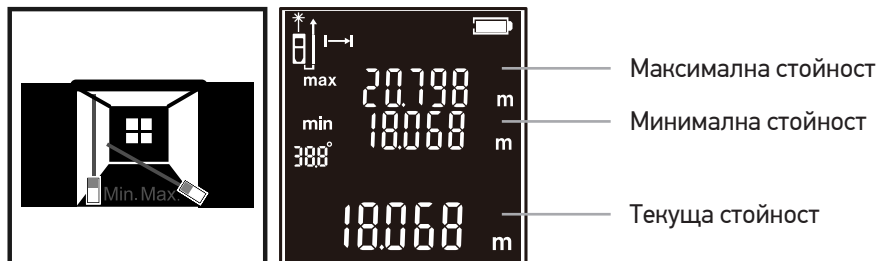 Min. Max.
max 20.798 m
min 18.068 m
38.8°
18.068 m
Максимална стойност
Минимална стойност
Текуща стойност